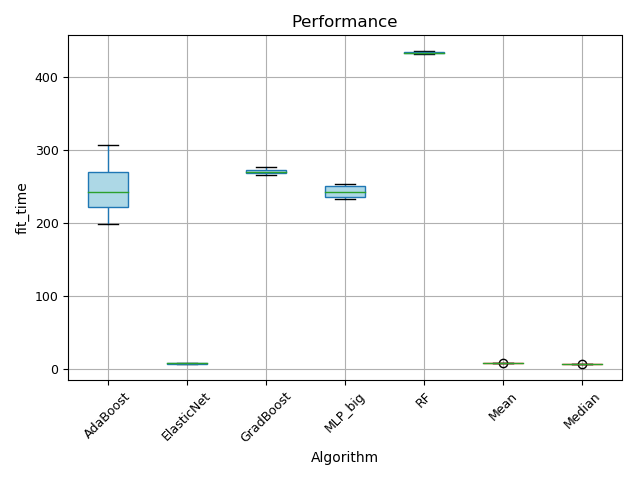 Performance
fit_time
400
300
200
100
0
AdaBoost
ElasticNet
GradBoost
MLP_big
RF
Mean
Median
Algorithm